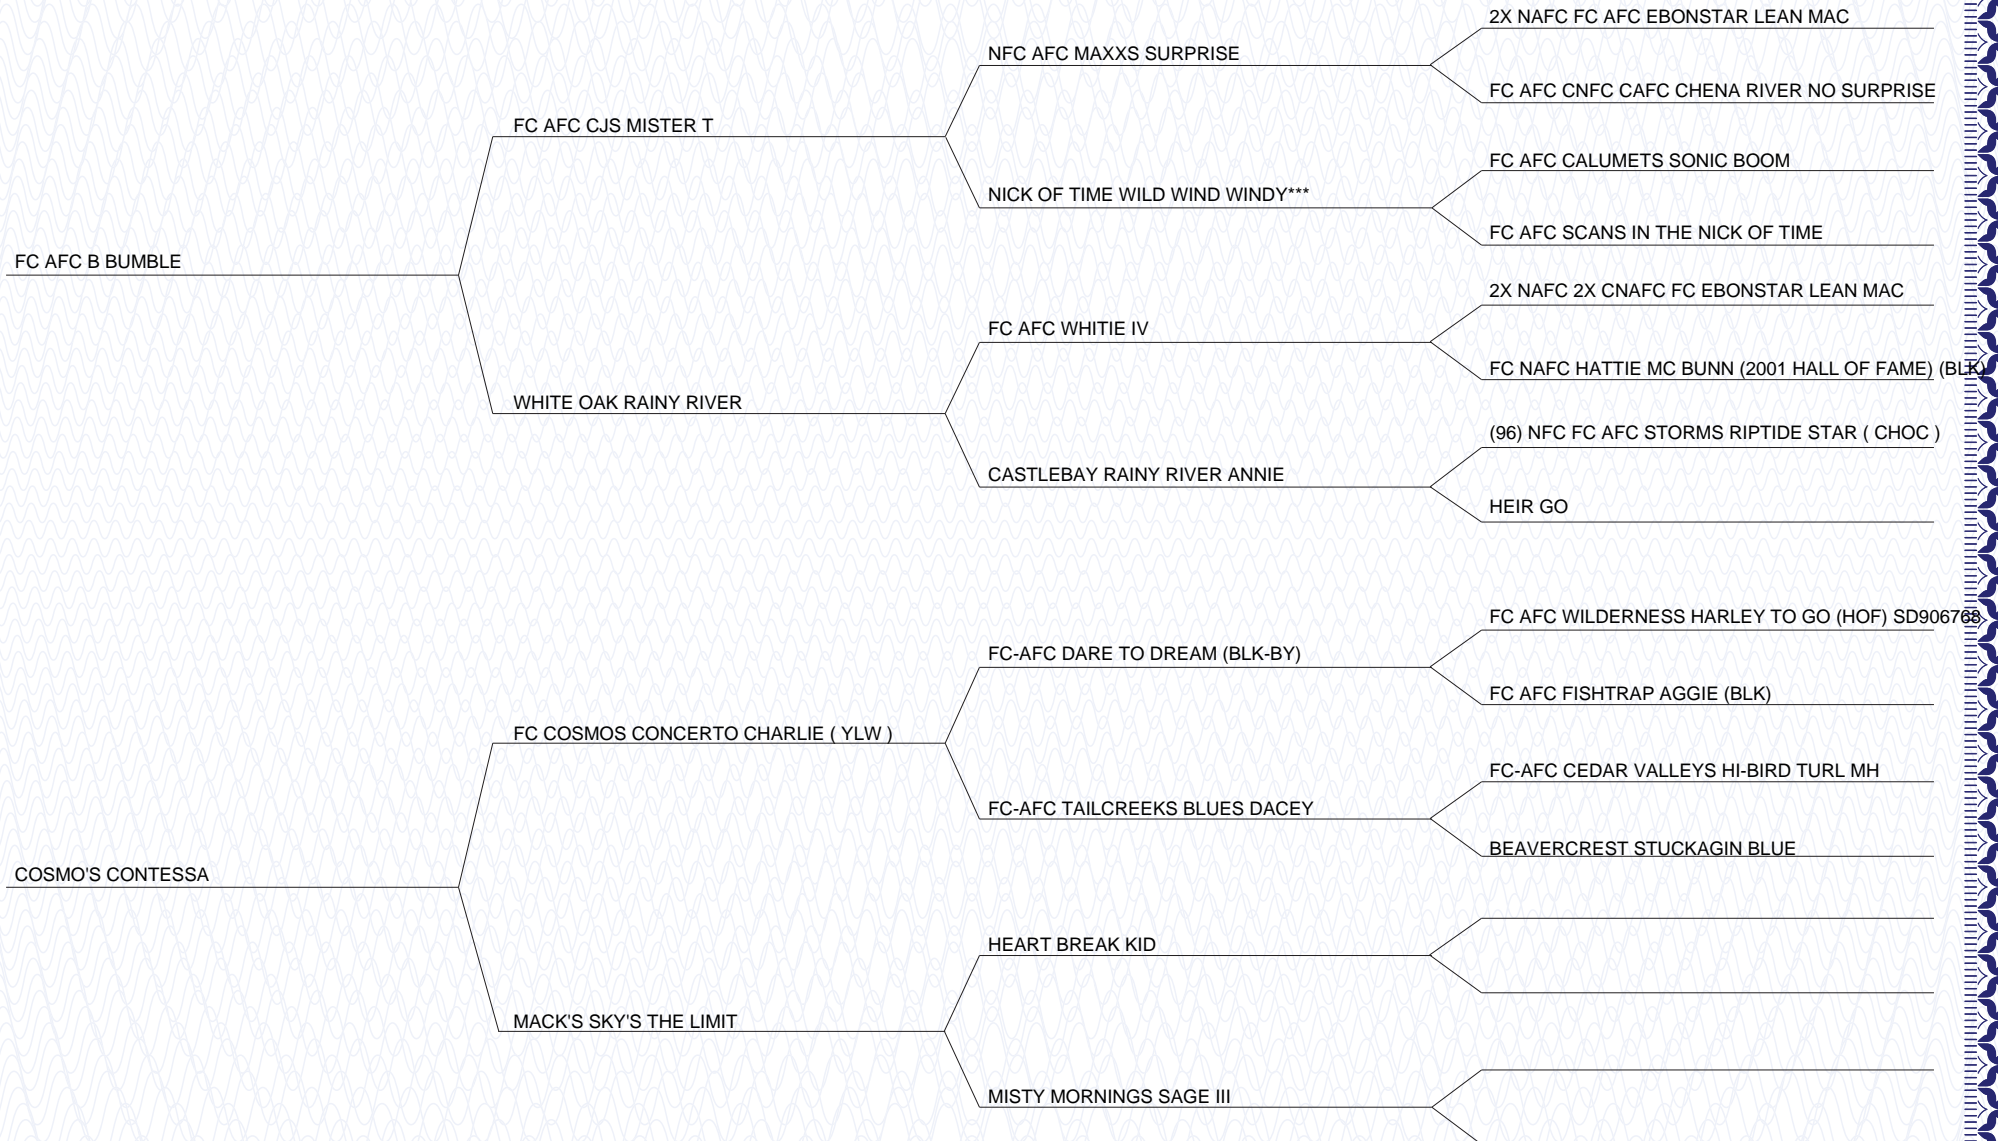 2X NAFC FC AFC EBONSTAR LEAN MAC
NFC AFC MAXXS SURPRISE
FC AFC CNFC CAFC CHENA RIVER NO SURPRISE
FC AFC CJS MISTER T
FC AFC CALUMETS SONIC BOOM
NICK OF TIME WILD WIND WINDY***
FC AFC SCANS IN THE NICK OF TIME
FC AFC B BUMBLE
2X NAFC 2X CNAFC FC EBONSTAR LEAN MAC
FC AFC WHITIE IV
FC NAFC HATTIE MC BUNN (2001 HALL OF FAME) (BLK)
WHITE OAK RAINY RIVER
(96) NFC FC AFC STORMS RIPTIDE STAR ( CHOC )
CASTLEBAY RAINY RIVER ANNIE
HEIR GO
FC AFC WILDERNESS HARLEY TO GO (HOF) SD906768
FC-AFC DARE TO DREAM (BLK-BY)
FC AFC FISHTRAP AGGIE (BLK)
FC COSMOS CONCERTO CHARLIE ( YLW )
FC-AFC CEDAR VALLEYS HI-BIRD TURL MH
FC-AFC TAILCREEKS BLUES DACEY
BEAVERCREST STUCKAGIN BLUE
COSMO'S CONTESSA
HEART BREAK KID
MACK'S SKY'S THE LIMIT
MISTY MORNINGS SAGE III